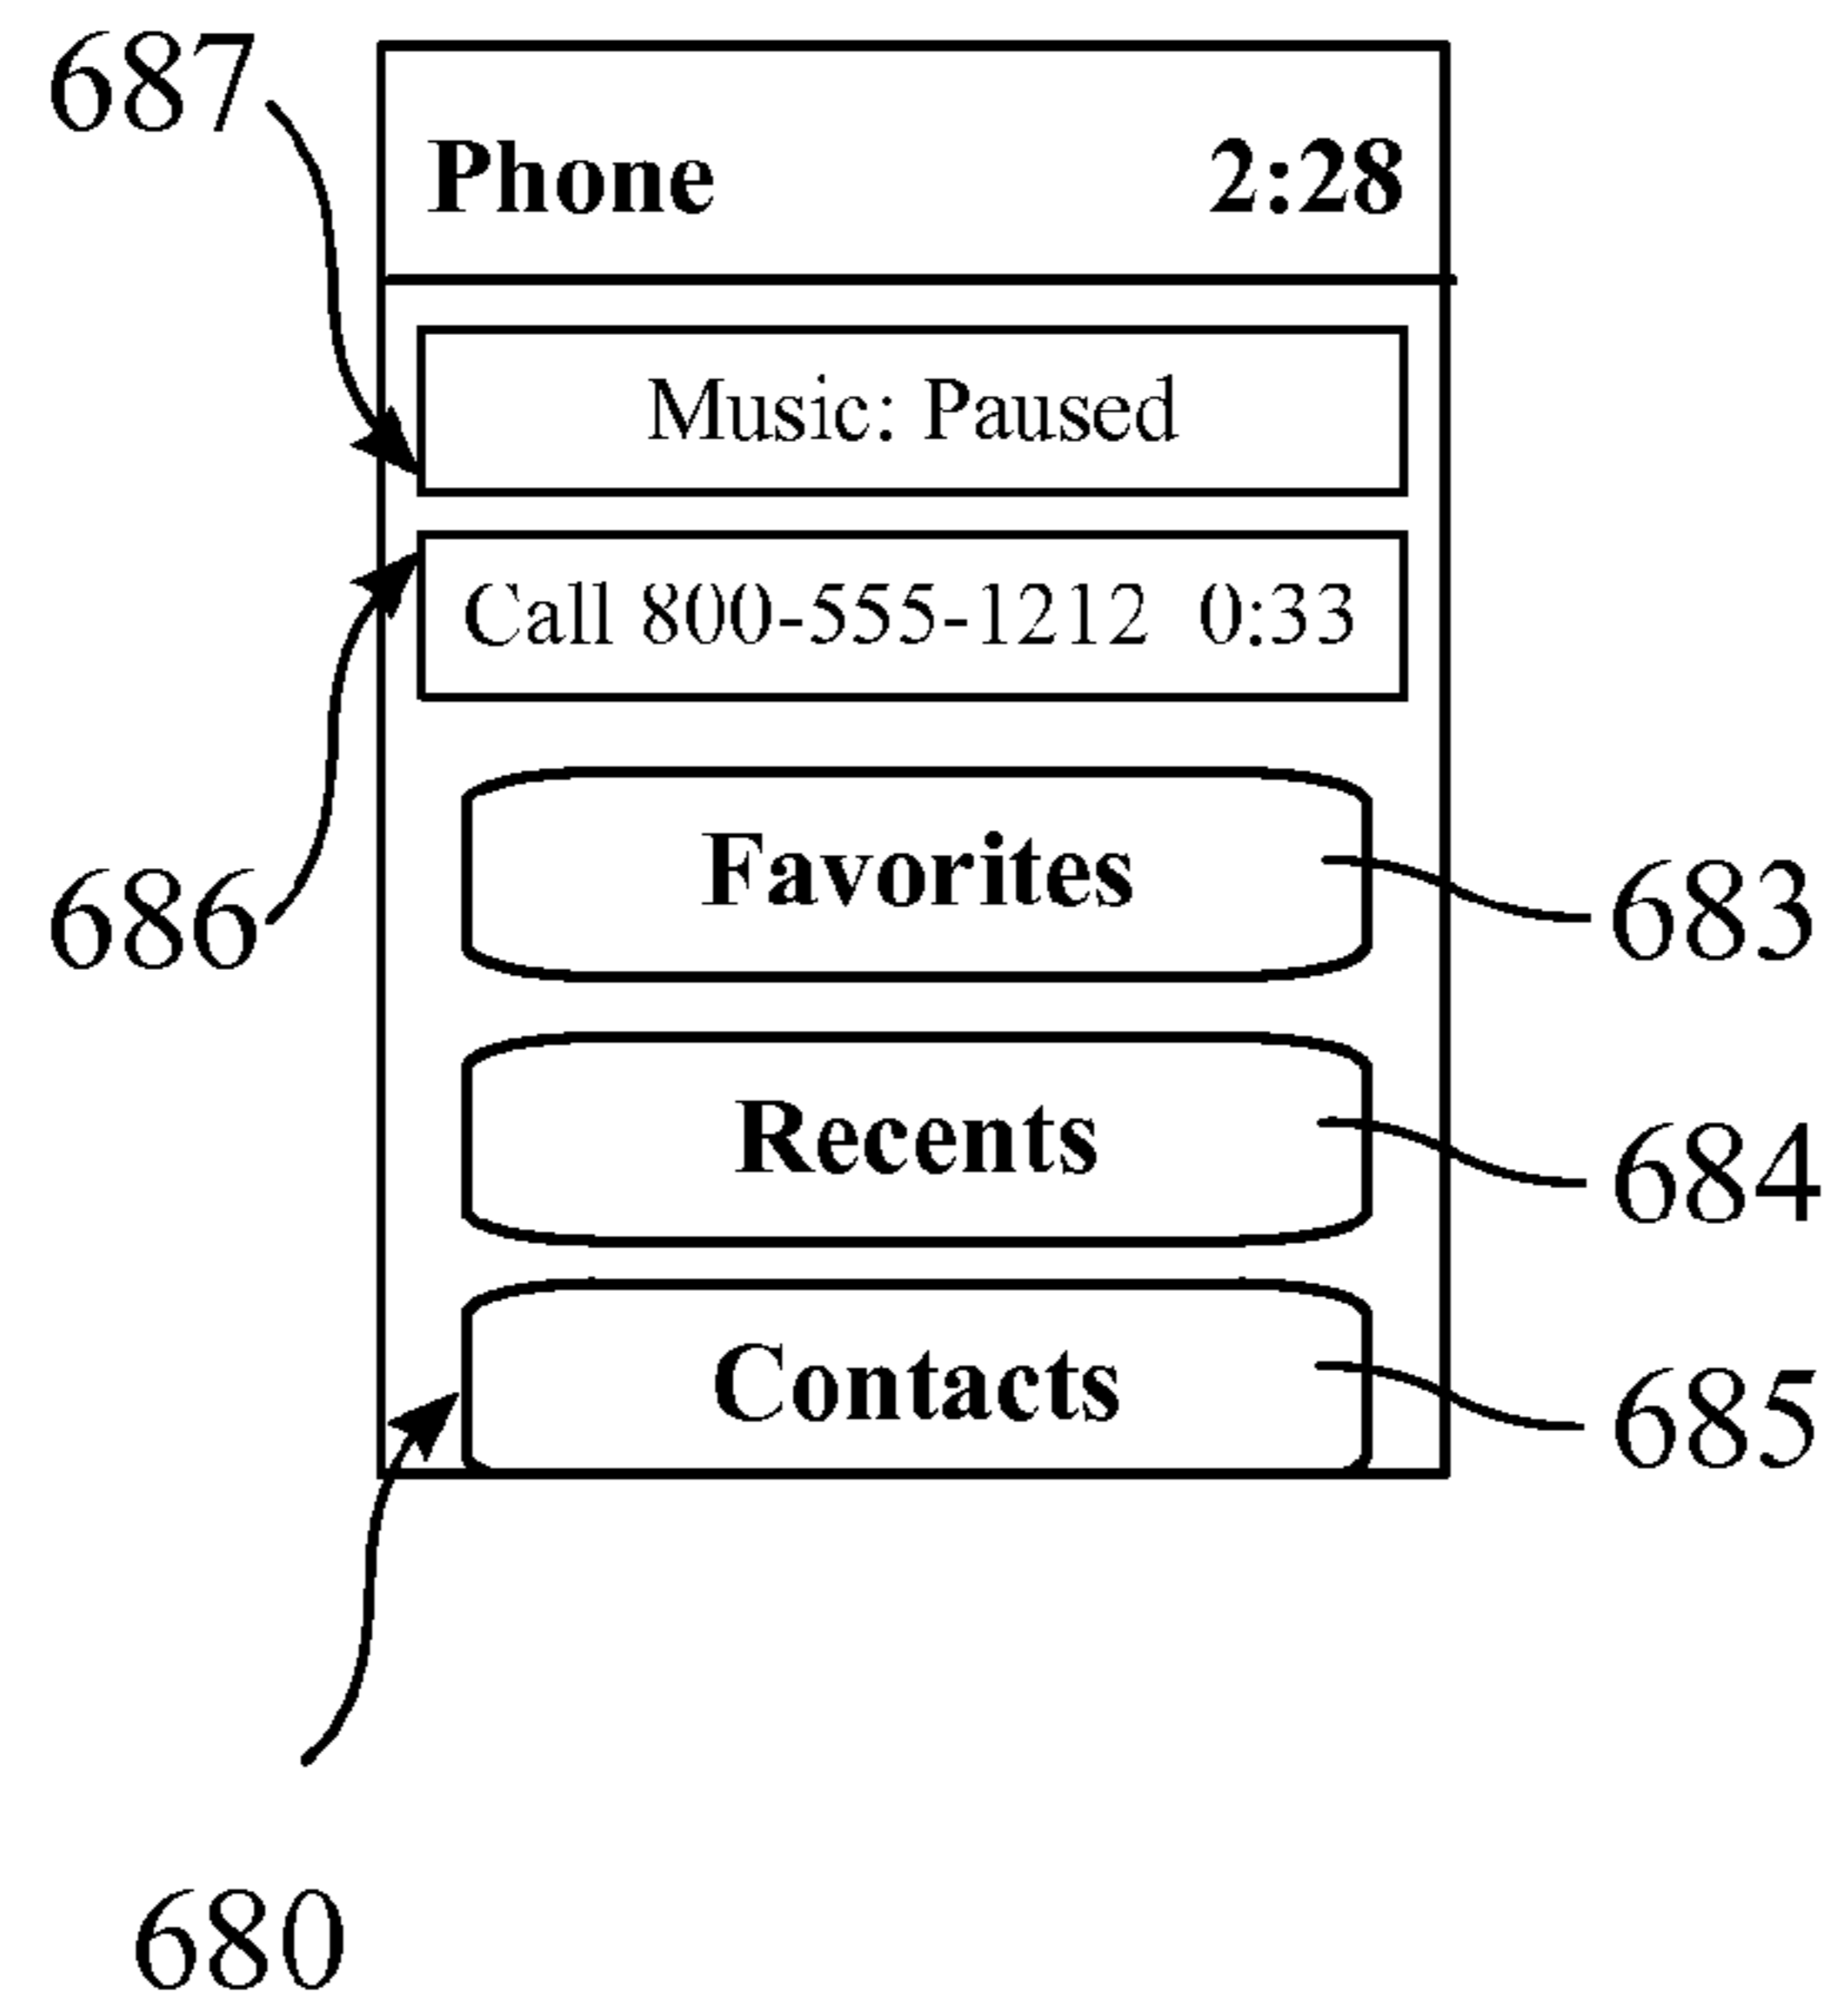 687
Phone 2:28
Music: Paused
Call 800-555-1212 0:33
686
Favorites
683
Recents
684
Contacts
685
680